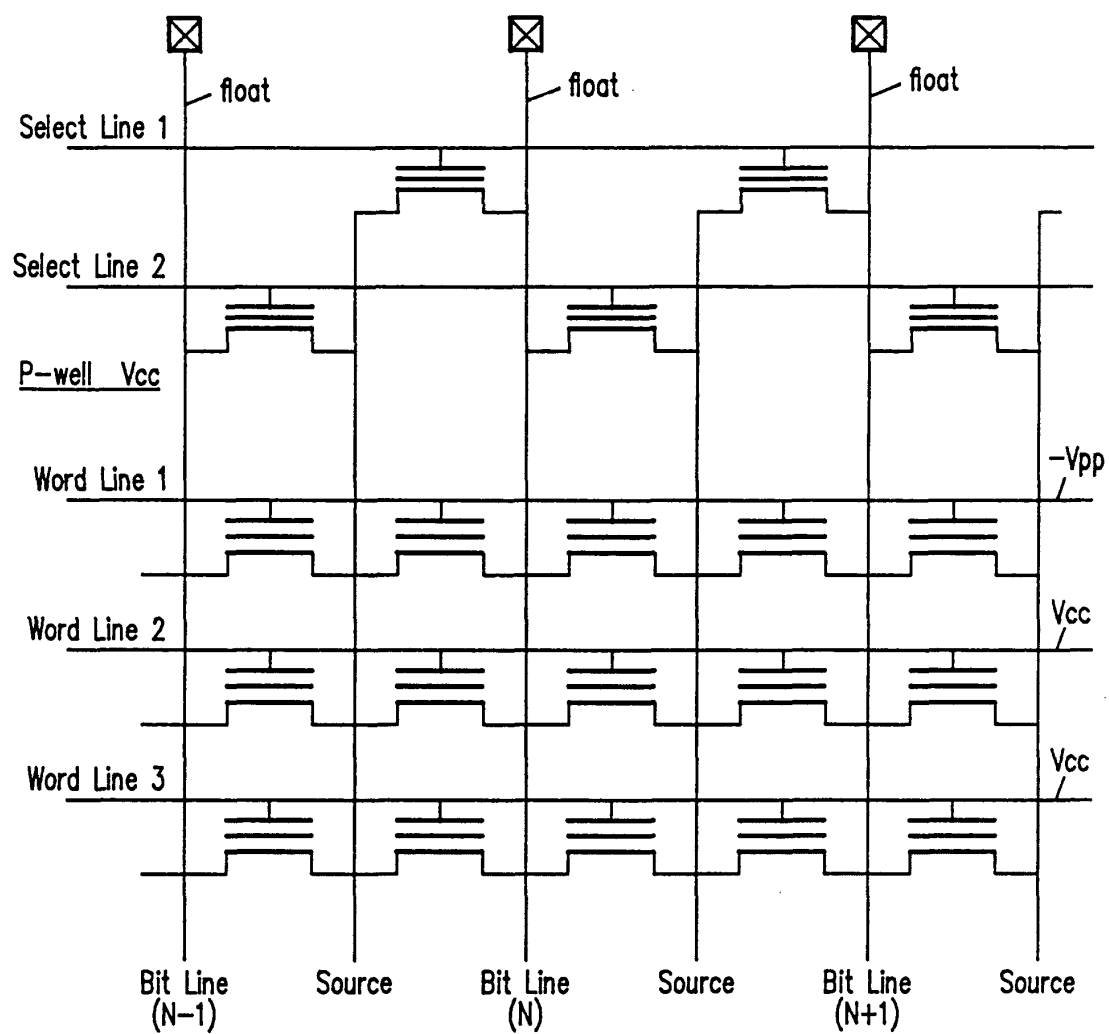 float
float
float
Select Line 1
Select Line 2
P-well Vcc
Word Line 1
-Vpp
Word Line 2
Vcc
Word Line 3
Vcc
Bit Line
(N-1)
Source
Bit Line
(N)
Source
Bit Line
(N+1)
Source